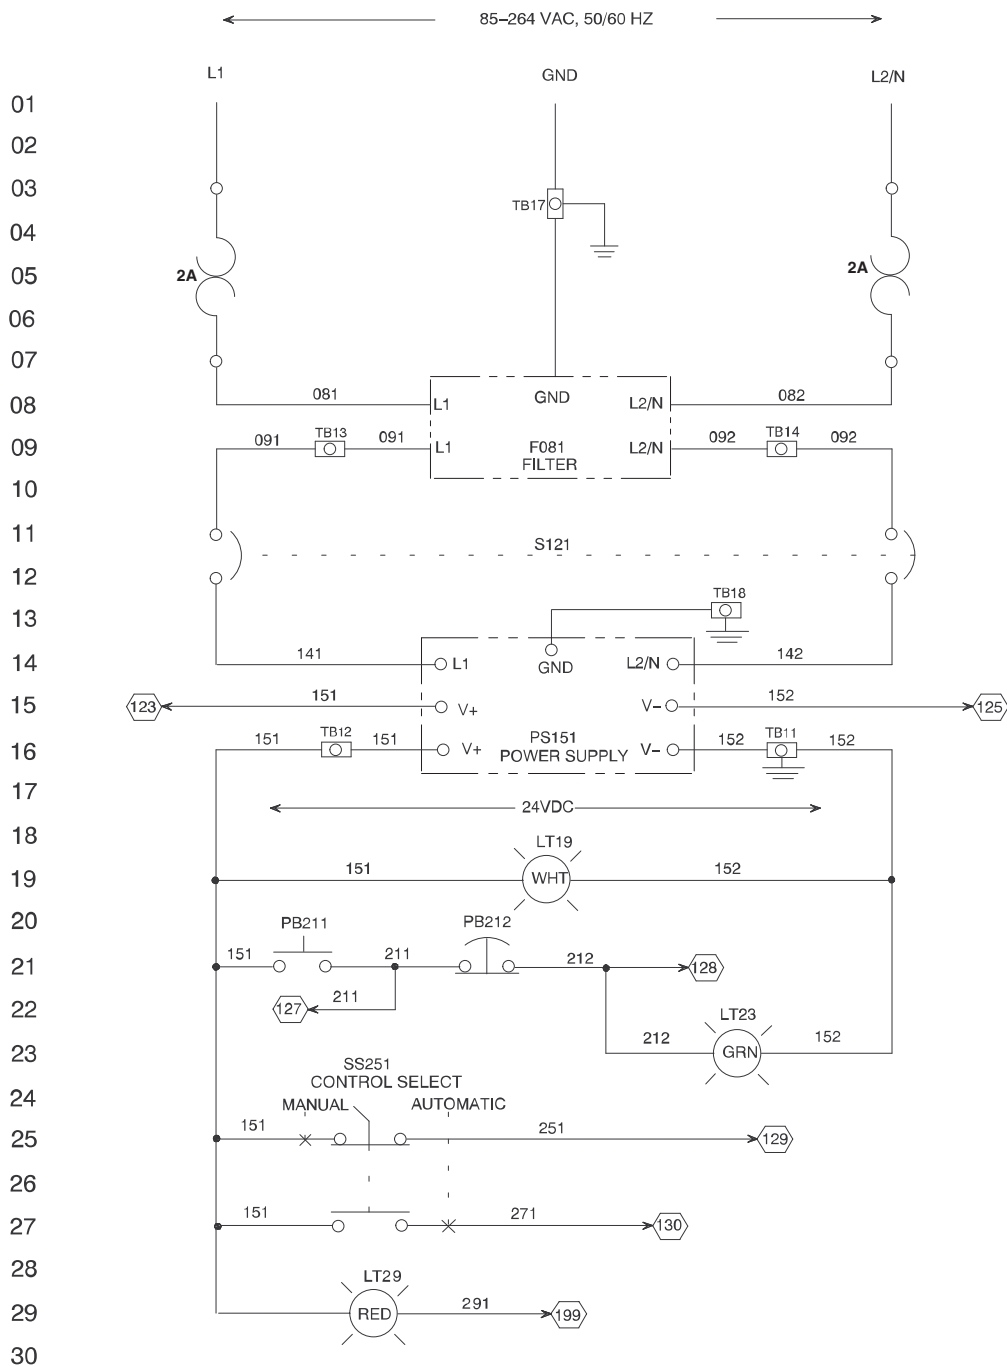 85–264 VAC, 50/60 HZ
L1 GND L2/N
01
02
03
TB17
04
05 2A 2A
06
07
08 081 L1 GND L2/N 082
09 091 TB13 091 L1 F081 L2/N 092 TB14 092
FILTER
10
11
S121
12
TB18
13
14 141 L1 GND L2/N 142
15 123 151 V+ V– 152 125
16 151 TB12 151 V+ PS151 V– 152 TB11 152
POWER SUPPLY
17
24VDC
18
LT19
19 151 WHT 152
20
PB211 PB212
21 151 211 212 128
22 127 211
LT23
23 212 GRN 152
SS251
CONTROL SELECT
24
MANUAL AUTOMATIC
25 151 251 129
26
27 151 271 130
28
LT29
29 RED 291 199
30